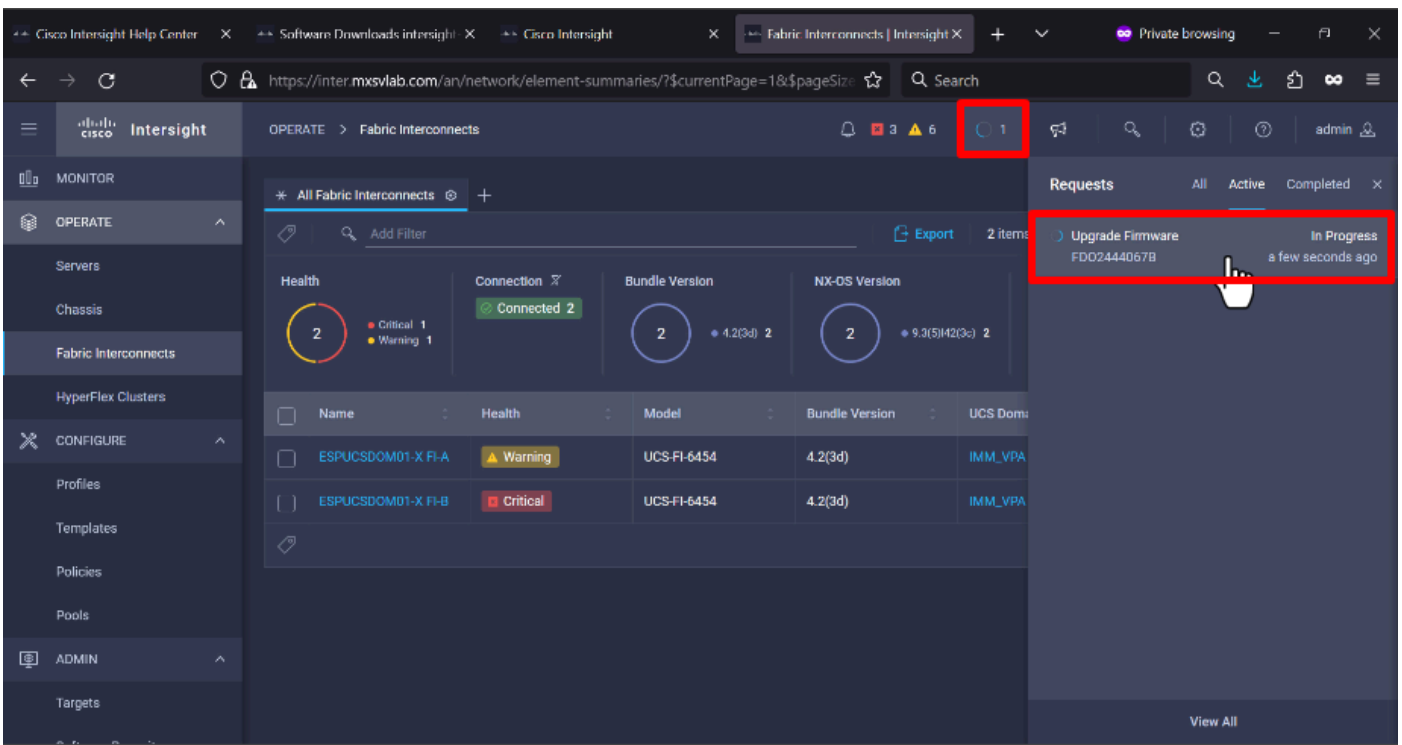 Cisco Intersight Help Center
Software Downloads intersight-
Cisco Intersight
Fabric Interconnects | Intersight
Private browsing
https://inter.mxsvlab.com/an/network/element-summaries/?$currentPage=1&$pageSize
Search
cisco Intersight
OPERATE > Fabric Interconnects
3 6
1
admin
MONITOR
OPERATE
Servers
Chassis
Fabric Interconnects
HyperFlex Clusters
CONFIGURE
Profiles
Templates
Policies
Pools
ADMIN
Targets
All Fabric Interconnects
Add Filter
Export
2 items
Health
2
Critical 1
Warning 1
Connection
Connected 2
Bundle Version
2
4.2(3d) 2
NX-OS Version
2
9.3(5)I42(3c) 2
Name Health Model Bundle Version UCS Doma
ESPUCSDOM01-X FI-A Warning UCS-FI-6454 4.2(3d) IMM_VPA
ESPUCSDOM01-X FI-B Critical UCS-FI-6454 4.2(3d) IMM_VPA
Requests All Active Completed
Upgrade Firmware In Progress
FDO2444067B a few seconds ago
View All